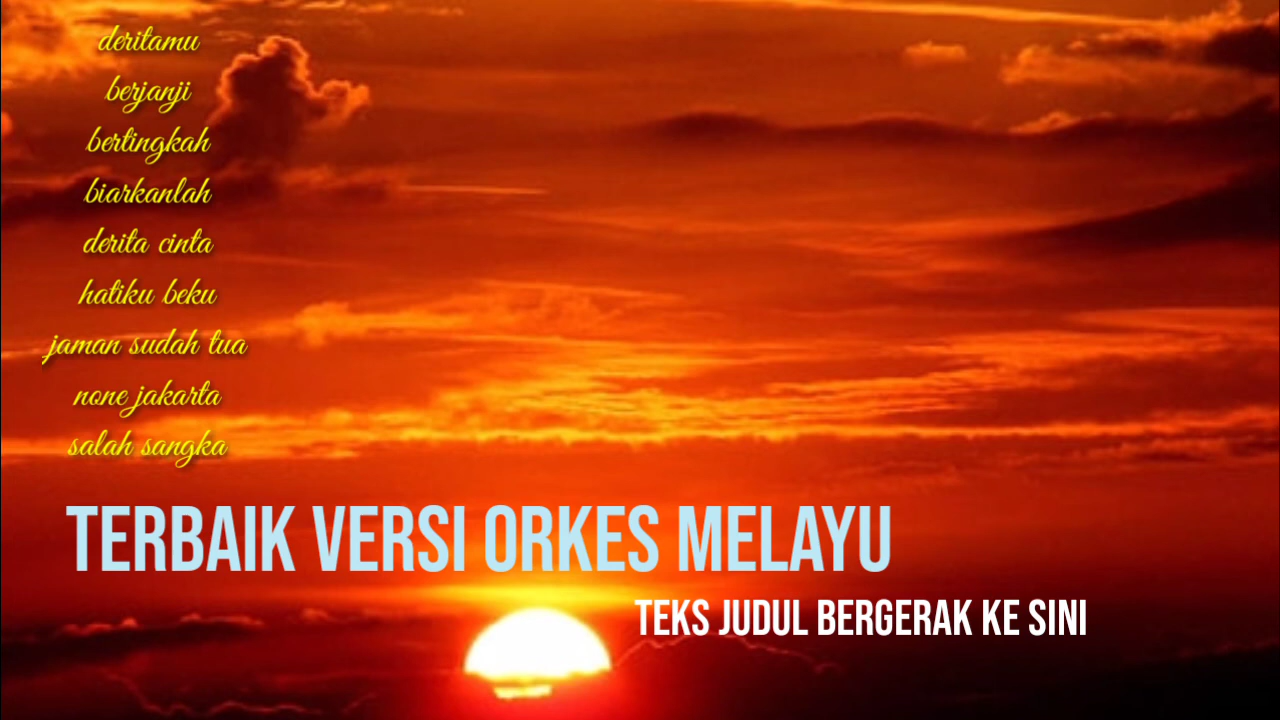 deritamu
berjanji
bertingkah
biarkanlah
derita cinta
hatiku beku
jaman sudah tua
none jakarta
salah sangka
TERBAIK VERSI ORKES MELAYU
TEKS JUDUL BERGERAK KE SINI